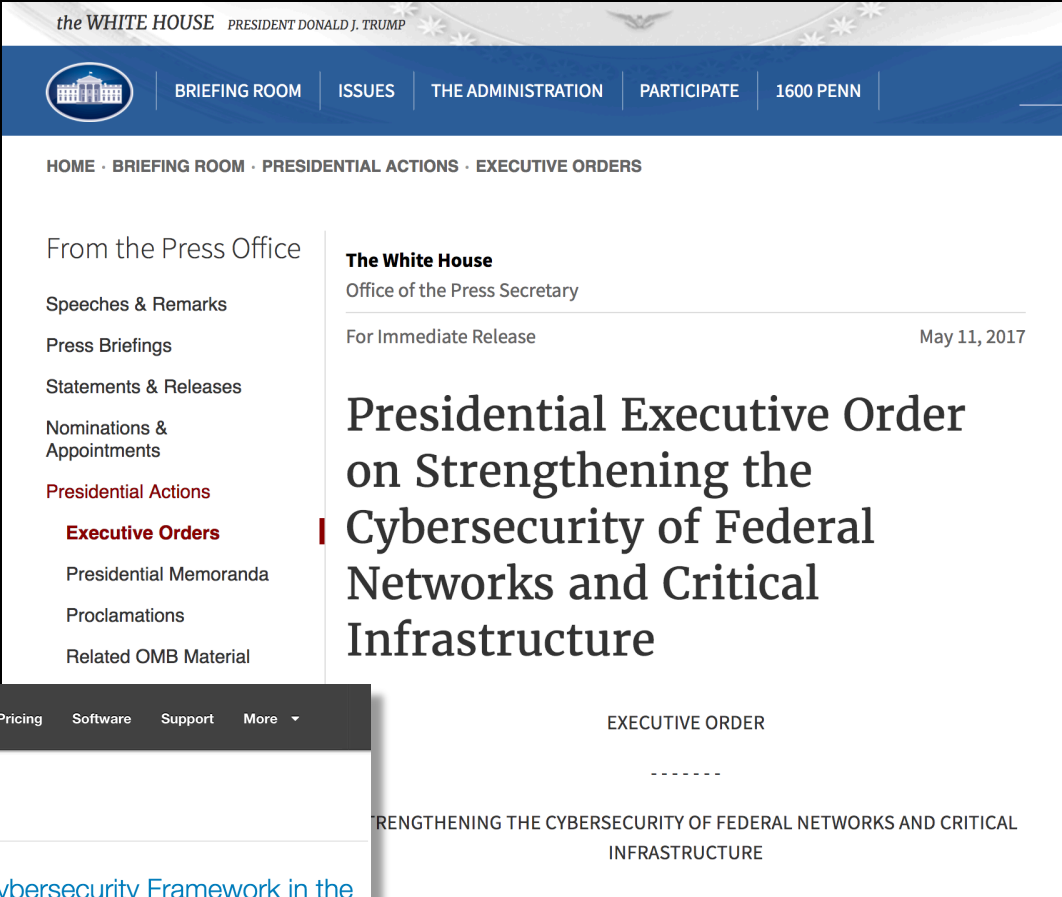 the WHITE HOUSE PRESIDENT DONALD J. TRUMP
BRIEFING ROOM ISSUES THE ADMINISTRATION PARTICIPATE 1600 PENN
HOME · BRIEFING ROOM · PRESIDENTIAL ACTIONS · EXECUTIVE ORDERS
From the Press Office
Speeches & Remarks
Press Briefings
Statements & Releases
Nominations &
Appointments
Presidential Actions
Executive Orders
Presidential Memoranda
Proclamations
Related OMB Material
The White House
Office of the Press Secretary
For Immediate Release May 11, 2017
Presidential Executive Order
on Strengthening the
Cybersecurity of Federal
Networks and Critical
Infrastructure
EXECUTIVE ORDER
- - - - - - -
TRENGTHENING THE CYBERSECURITY OF FEDERAL NETWORKS AND CRITICAL
INFRASTRUCTURE
Pricing Software Support More
ybersecurity Framework in the